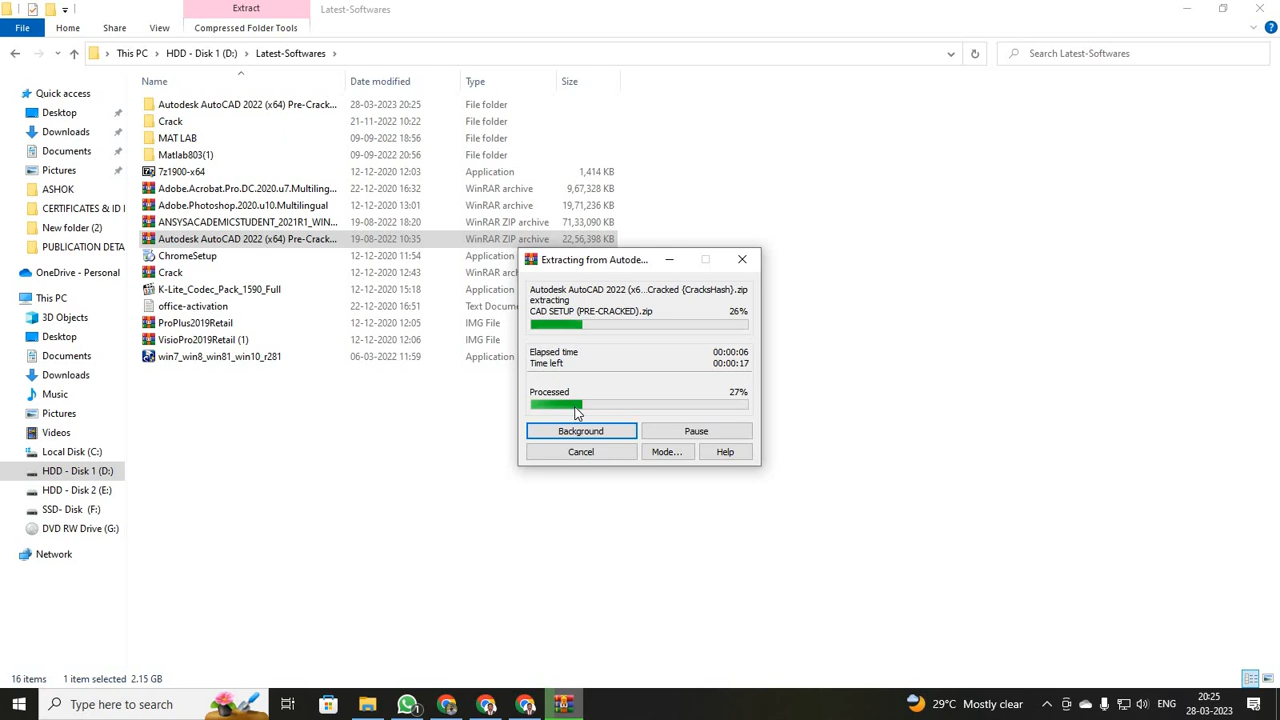 Extract
Latest-Softwares
File
Home
Share
View
Compressed Folder Tools
This PC
HDD - Disk 1 (D:)
Latest-Softwares
Search Latest-Softwares
Name
Date modified
Type
Size
Quick access
Desktop
Downloads
Documents
Pictures
ASHOK
CERTIFICATES & ID I
New folder (2)
PUBLICATION DETA
OneDrive - Personal
This PC
3D Objects
Desktop
Documents
Downloads
Music
Pictures
Videos
Local Disk (C:)
HDD - Disk 1 (D:)
HDD - Disk 2 (E:)
SSD- Disk (F:)
DVD RW Drive (G:)
Network
Autodesk AutoCAD 2022 (x64) Pre-Crack... 28-03-2023 20:25 File folder
Crack 21-11-2022 10:22 File folder
MAT LAB 09-09-2022 18:56 File folder
Matlab803(1) 09-09-2022 20:56 File folder
7z1900-x64 22-12-2020 12:03 Application 1,414 KB
Adobe.Acrobat.Pro.DC.2020.u7.Multiling... 22-12-2020 16:32 WinRAR archive 9,67,328 KB
Adobe.Photoshop.2020.u10.Multilingual 12-12-2020 13:01 WinRAR archive 19,71,236 KB
ANSYSACADEMICSTUDENT_2021R1_WIN... 19-08-2022 18:20 WinRAR ZIP archive 71,33,090 KB
Autodesk AutoCAD 2022 (x64) Pre-Crack... 19-08-2022 10:35 WinRAR ZIP archive 22,56,398 KB
ChromeSetup 12-12-2020 11:54 Application
Crack 12-12-2020 12:43 WinRAR archive
K-Lite_Codec_Pack_1590_Full 12-12-2020 15:18 Application
office-activation 22-12-2020 16:51 Text Docume
ProPlus2019Retail 12-12-2020 12:05 IMG File
VisioPro2019Retail (1) 12-12-2020 12:06 IMG File
win7_win8_win81_win10_r281 06-03-2022 11:59 Application
Extracting from Autode...
Autodesk AutoCAD 2022 (x6...Cracked {CracksHash}.zip
extracting
CAD SETUP (PRE-CRACKED).zip 26%
Elapsed time 00:00:06
Time left 00:00:17
Processed 27%
Background
Pause
Cancel
Mode...
Help
16 items 1 item selected 2.15 GB
Type here to search
1
29°C Mostly clear
ENG
20:25
28-03-2023